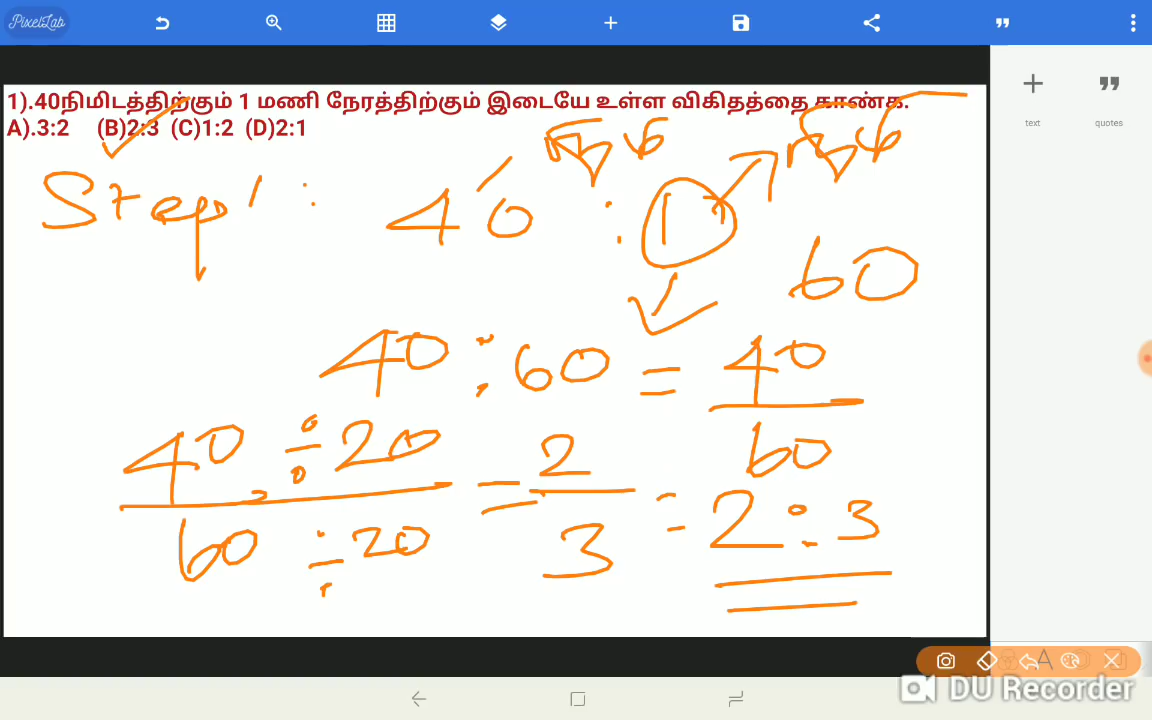 PixelLab
1).40நிமிடத்திற்கும் 1 மணி நேரத்திற்கும் இடையே உள்ள விகிதத்தை காண்க.
A).3:2 (B)2:3 (C)1:2 (D)2:1
text
quotes
Step 1 :
40 : 1
60
40 : 60 = 40
60
40 ÷ 20
60 ÷ 20
= 2
3
= 2 : 3
DU Recorder